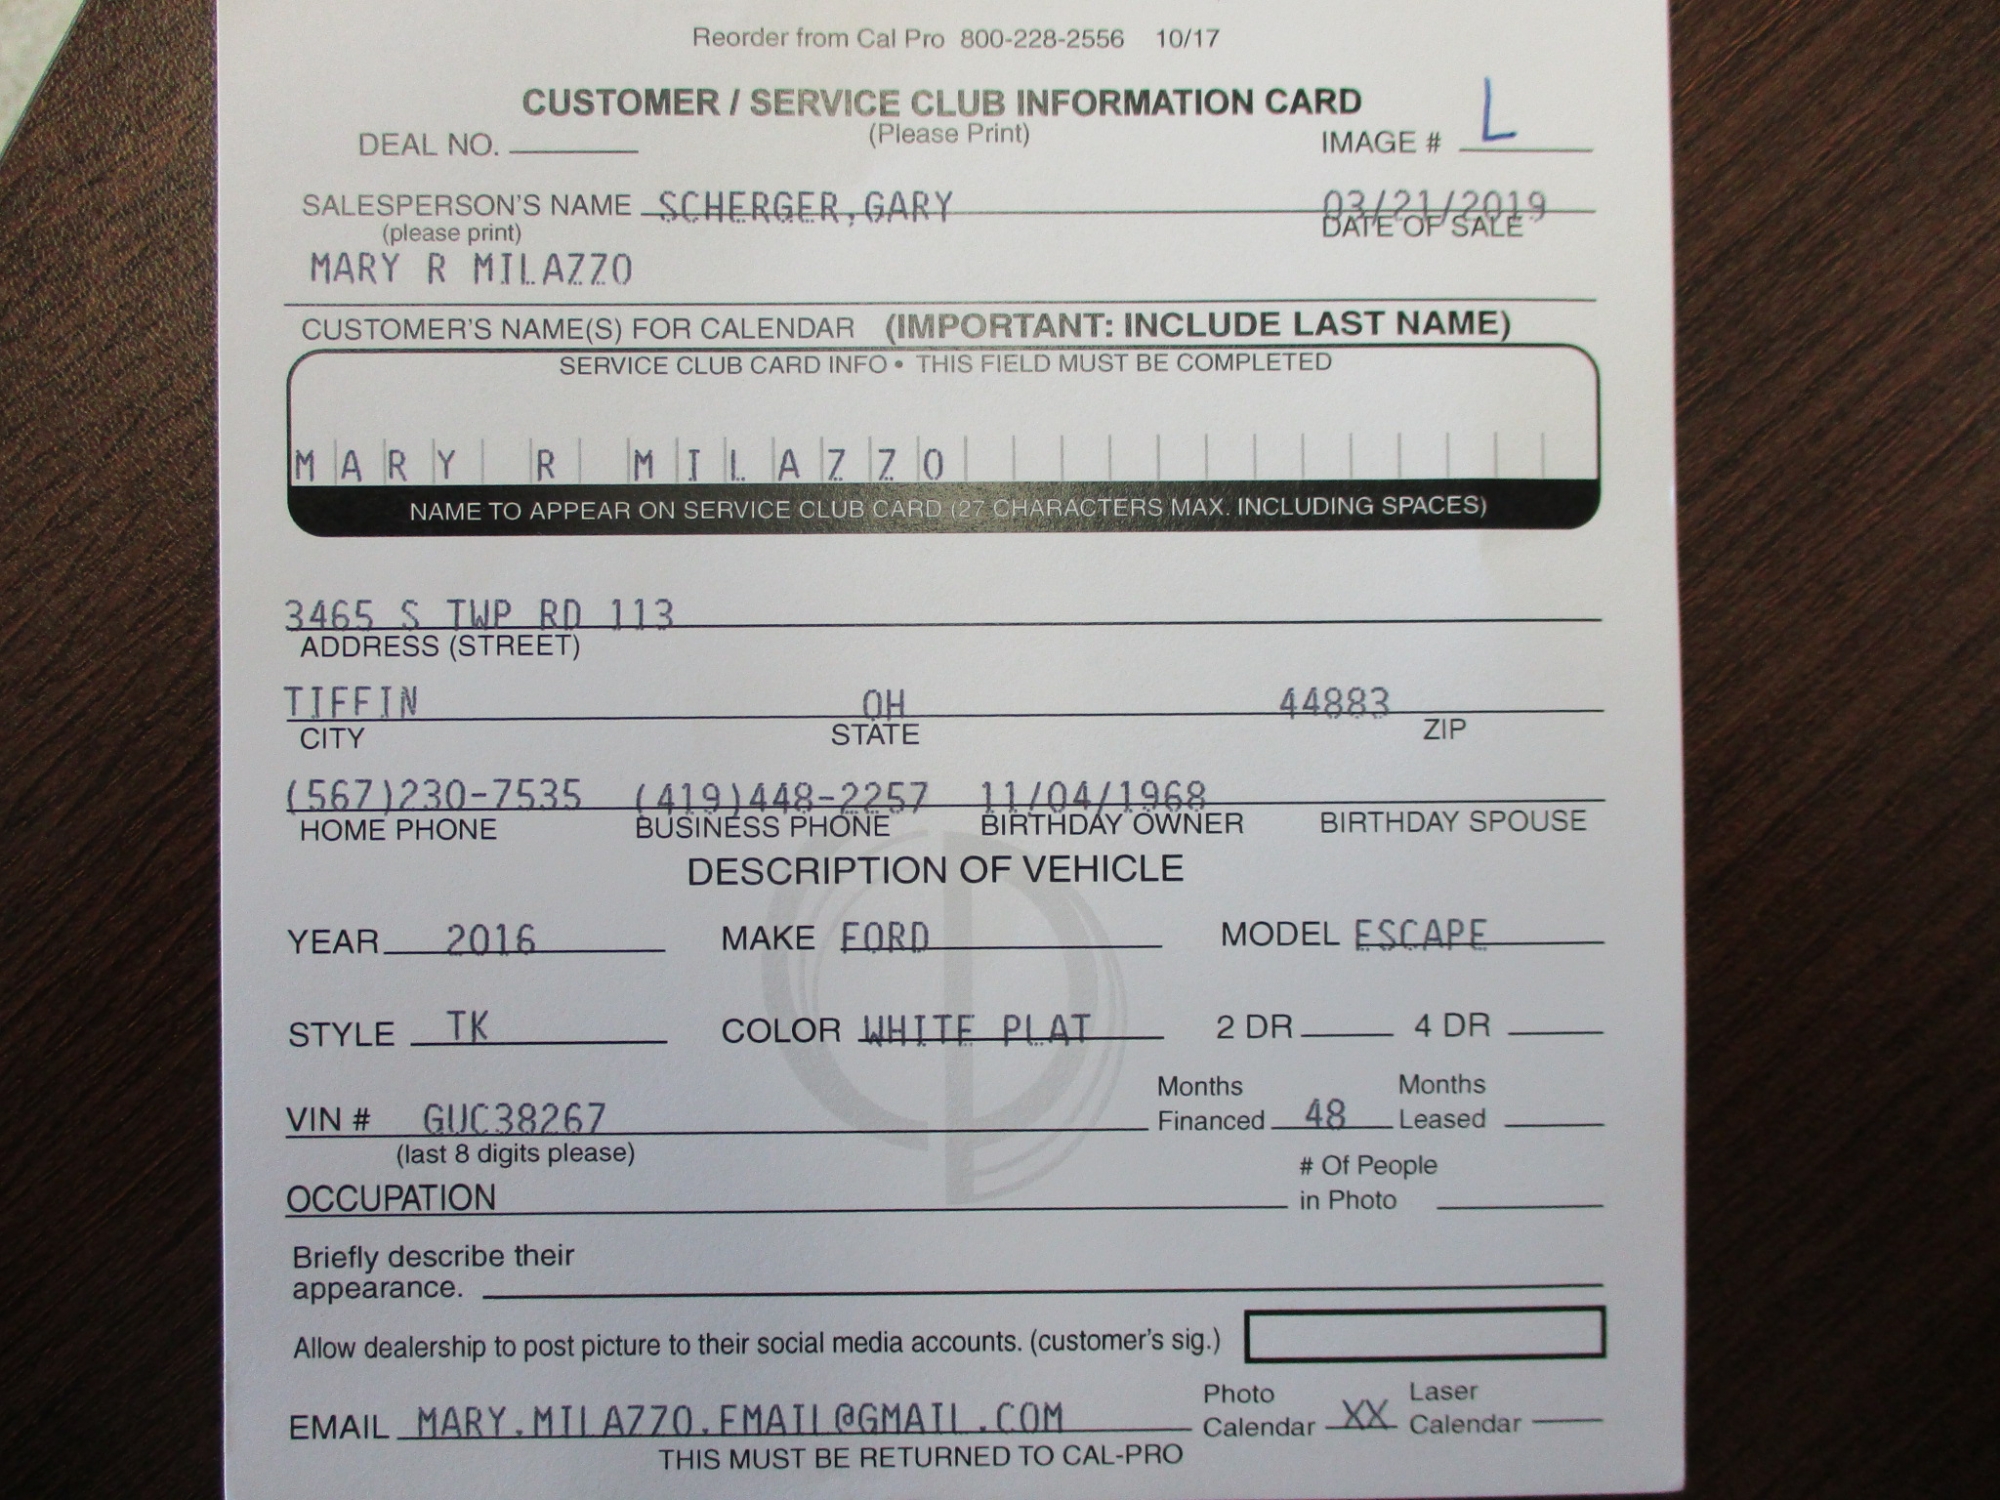 Reorder from Cal Pro 800-228-2556 10/17
CUSTOMER / SERVICE CLUB INFORMATION CARD
(Please Print)
DEAL NO. IMAGE # L
SALESPERSON'S NAME SCHERGER,GARY 03/21/2019
(please print) DATE OF SALE
MARY R MILAZZO
CUSTOMER'S NAME(S) FOR CALENDAR (IMPORTANT: INCLUDE LAST NAME)
SERVICE CLUB CARD INFO • THIS FIELD MUST BE COMPLETED
MARY R MILAZZO
NAME TO APPEAR ON SERVICE CLUB CARD (27 CHARACTERS MAX. INCLUDING SPACES)
3465 S TWP RD 113
ADDRESS (STREET)
TIFFIN OH 44883
CITY STATE ZIP
(567)230-7535 (419)448-2257 11/04/1968
HOME PHONE BUSINESS PHONE BIRTHDAY OWNER BIRTHDAY SPOUSE
DESCRIPTION OF VEHICLE
YEAR 2016 MAKE FORD MODEL ESCAPE
STYLE TK COLOR WHITE PLAT 2 DR 4 DR
Months Months
VIN # GUC38267 Financed 48 Leased
(last 8 digits please)
# Of People
OCCUPATION in Photo
Briefly describe their
appearance.
Allow dealership to post picture to their social media accounts. (customer's sig.)
Photo Laser
EMAIL MARY.MILAZZO.EMAIL@GMAIL.COM Calendar XX Calendar
THIS MUST BE RETURNED TO CAL-PRO